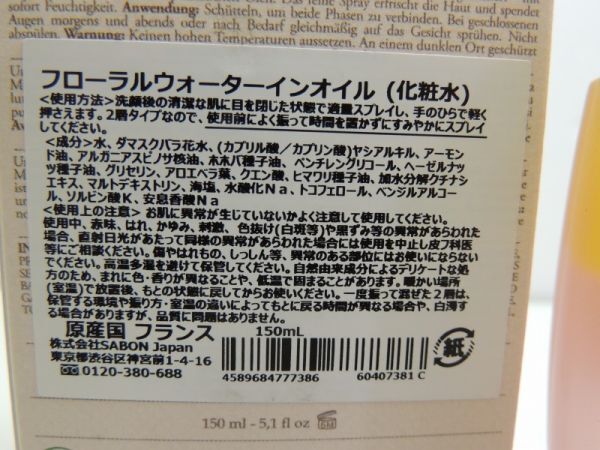 sofort Feuchtigkeit. Anwendung: Schütteln, um beide Phasen zu verbinden. Bei geschlossenen
Augen morgens und abends oder nach Bedarf gleichmäßig auf das Gesicht sprühen. Nicht
abspülen. Warnung: Keinen hohen Temperaturen aussetzen. An einem dunklen Ort geschützt
フローラルウォーターインオイル (化粧水)
<使用方法>洗顔後の清潔な肌に目を閉じた状態で適量スプレイし、手のひらで軽く
押さえます。2層タイプなので、使用前によく振って時間を置かずにすみやかにスプレイ
してください。
<成分>水、ダマスクバラ花水、(カプリル酸/カプリン酸)ヤシアルキル、アーモン
ド油、アルガニアスピノサ核油、ホホバ種子油、ペンチレングリコール、ヘーゼルナッ
ツ種子油、グリセリン、アロエベラ葉、クエン酸、ヒマワリ種子油、加水分解クチナシ
エキス、マルトデキストリン、海塩、水酸化Na、トコフェロール、ベンジルアルコー
ル、ソルビン酸K、安息香酸Na
<使用上の注意> お肌に異常が生じていないかよく注意して使用してください。
使用中、赤味、はれ、かゆみ、刺激、色抜け(白斑等)や黒ずみ等の異常があらわれた
場合、直射日光があたって同様の異常があらわれた場合には使用を中止し皮フ科医
等にご相談ください。傷やはれもの、しっしん等、異常のある部位にはお使いにならない
でください。高温多湿を避けて保管してください。自然由来成分によるデリケートな処
方のため、まれに色・香りが異なることや、低温で固まることがあります。暖かい場所
(室温)で放置後、もとに戻してからお使いください。一度振って混ぜた2層は、
保管する環境や振り方・室温の違いによってもとに戻る時間が異なる場合や、白濁す
る場合がありますが、品質に問題はありません。
原産国 フランス 150mL
株式会社SABON Japan
東京都渋谷区神宮前1-4-16
0120-380-688
4589684777386 60407381 C
紙
150 ml - 5,1 fl oz 6M